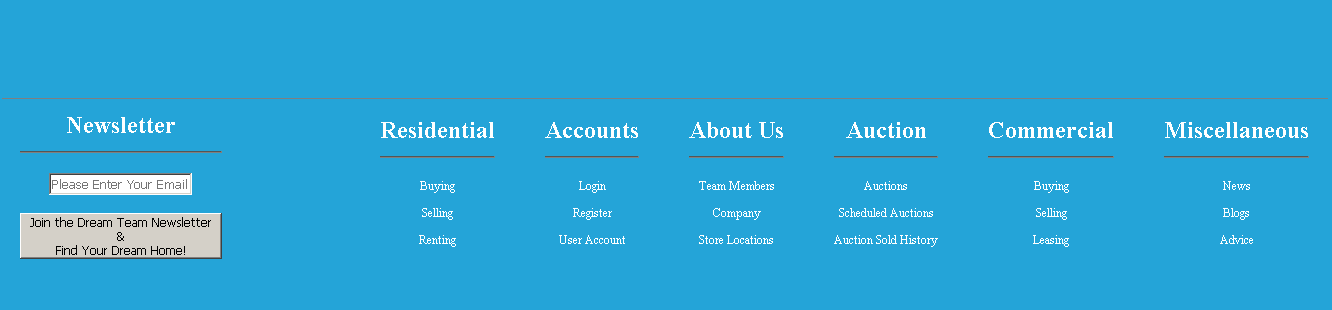 Newsletter
Please Enter Your Email
Join the Dream Team Newsletter
&
Find Your Dream Home!
Residential
Buying
Selling
Renting
Accounts
Login
Register
User Account
About Us
Team Members
Company
Store Locations
Auction
Auctions
Scheduled Auctions
Auction Sold History
Commercial
Buying
Selling
Leasing
Miscellaneous
News
Blogs
Advice